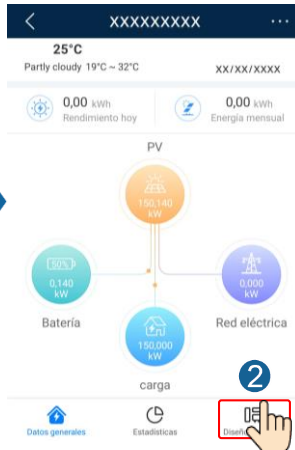 XXXXXXXXX
25°C
Partly cloudy 19°C ~ 32°C
XX/XX/XXXX
0,00 kWh
Rendimiento hoy
0,00 kWh
Energía mensual
PV
150,140
kW
50%
0,140
kW
0,000
kW
Batería
Red eléctrica
150,000
kW
carga
2
Datos generales
Estadísticas